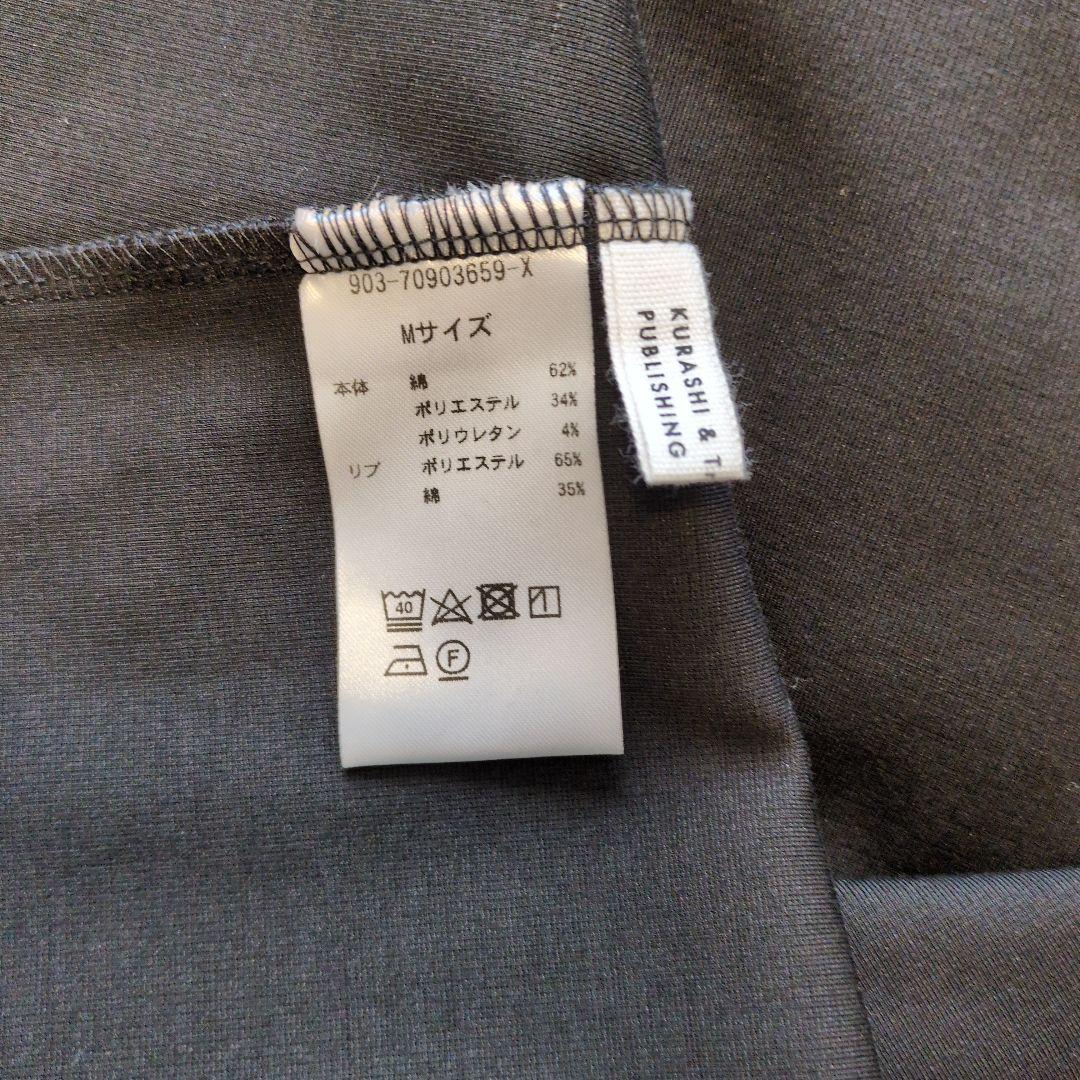 903-70903659-X
Mサイズ
本体 綿 62%
ポリエステル 34%
ポリウレタン 4%
リブ ポリエステル 65%
綿 35%
40
F
KURASHI &
PUBLISHING